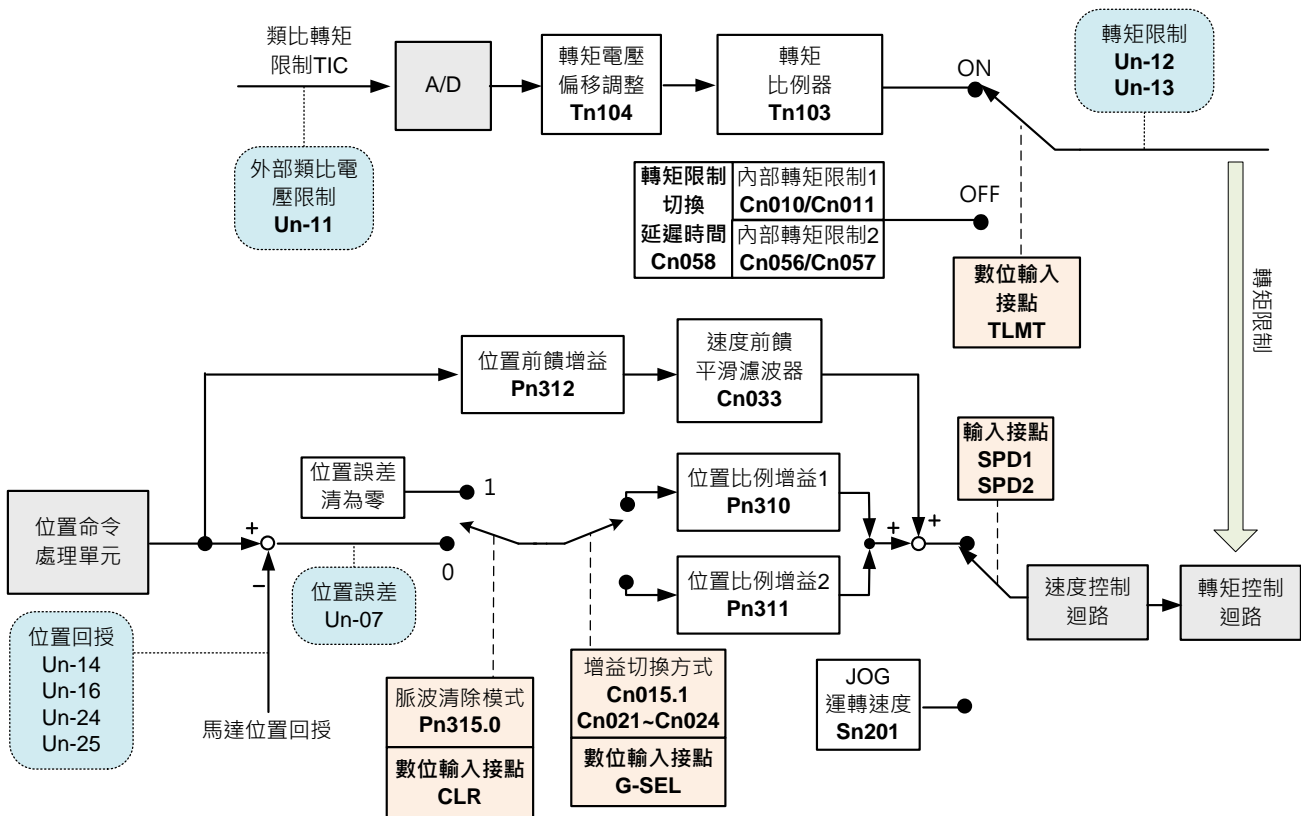 類比轉矩
限制TIC
A/D
轉矩電壓
偏移調整
Tn104
轉矩
比例器
Tn103
ON
轉矩限制
Un-12
Un-13
外部類比電
壓限制
Un-11
轉矩限制
切換
延遲時間
Cn058
內部轉矩限制1
Cn010/Cn011
內部轉矩限制2
Cn056/Cn057
OFF
數位輸入
接點
TLMT
轉矩限制
位置前饋增益
Pn312
速度前饋
平滑濾波器
Cn033
輸入接點
SPD1
SPD2
位置誤差
清為零
1
位置比例增益1
Pn310
位置命令
處理單元
+
−
0
+
+
位置誤差
Un-07
位置比例增益2
Pn311
速度控制
迴路
轉矩控制
迴路
位置回授
Un-14
Un-16
Un-24
Un-25
馬達位置回授
脈波清除模式
Pn315.0
數位輸入接點
CLR
增益切換方式
Cn015.1
Cn021~Cn024
數位輸入接點
G-SEL
JOG
運轉速度
Sn201